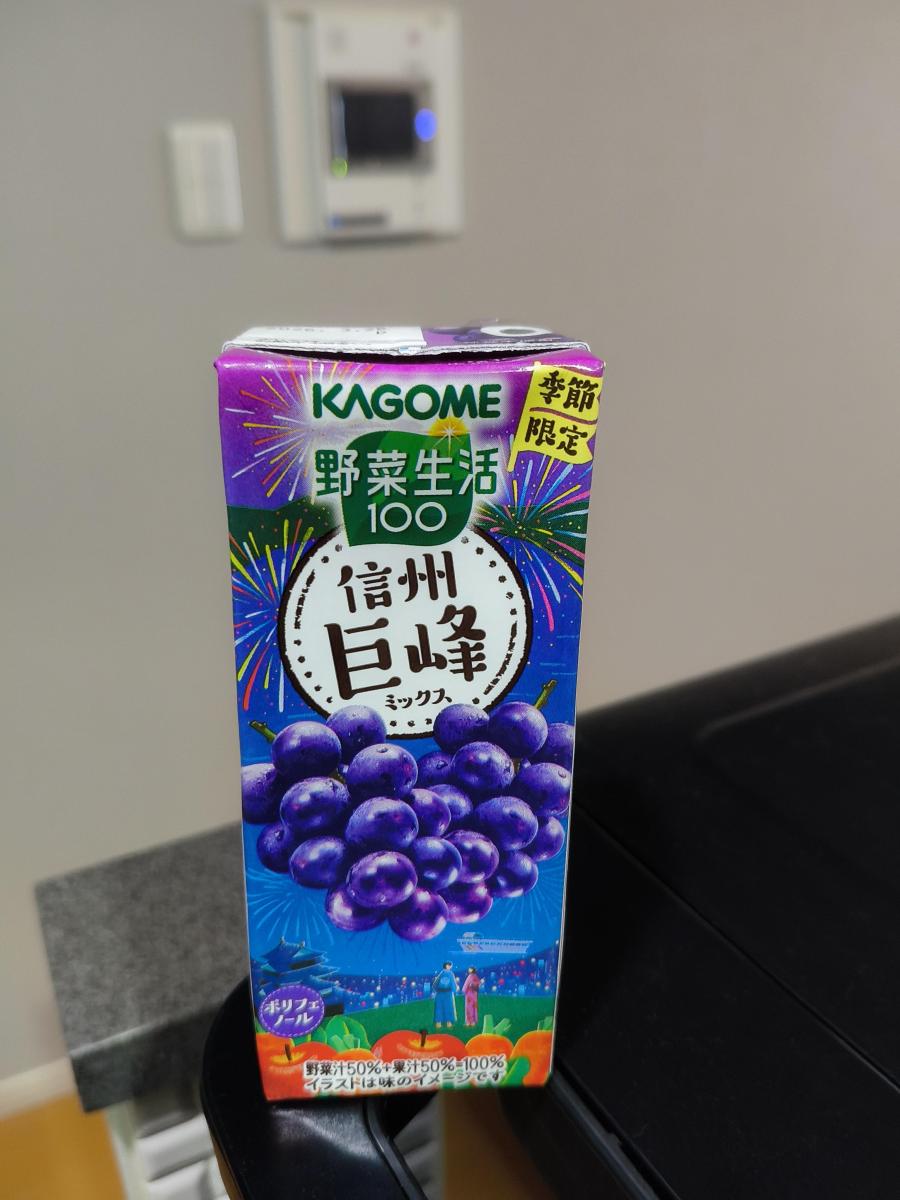 KAGOME
季節
限定
野菜生活
100
信州
巨峰
ミックス
ポリフェ
ノール
野菜汁50%+果汁50%=100%
イラストは味のイメージです